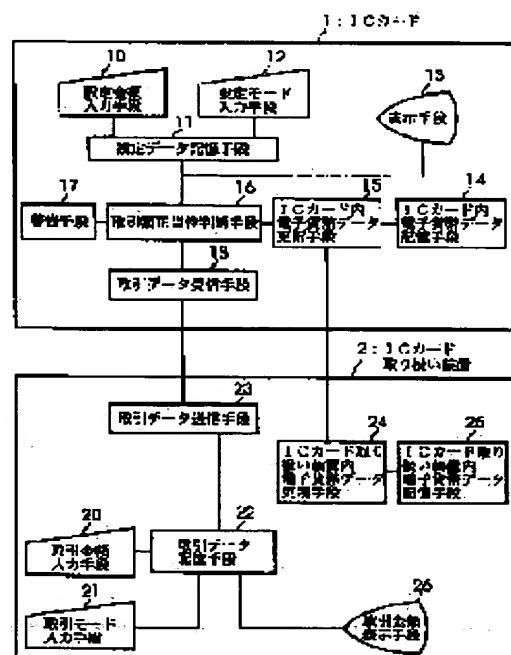 1:ICカード
10
設定金額
入力手段
12
設定モード
入力手段
13
表示手段
11
設定データ記憶手段
17
警告手段
16
取引額正当性判断手段
15
ICカード内
電子貨幣データ
更新手段
14
ICカード内
電子貨幣データ
記憶手段
18
取引データ受信手段
2:ICカード
取り扱い装置
23
取引データ送信手段
24
ICカード取り
扱い装置内
電子貨幣データ
更新手段
25
ICカード取り
扱い装置内
電子貨幣データ
記憶手段
20
取引金額
入力手段
22
取引データ
記憶手段
21
取引モード
入力手段
26
取引金額
表示手段